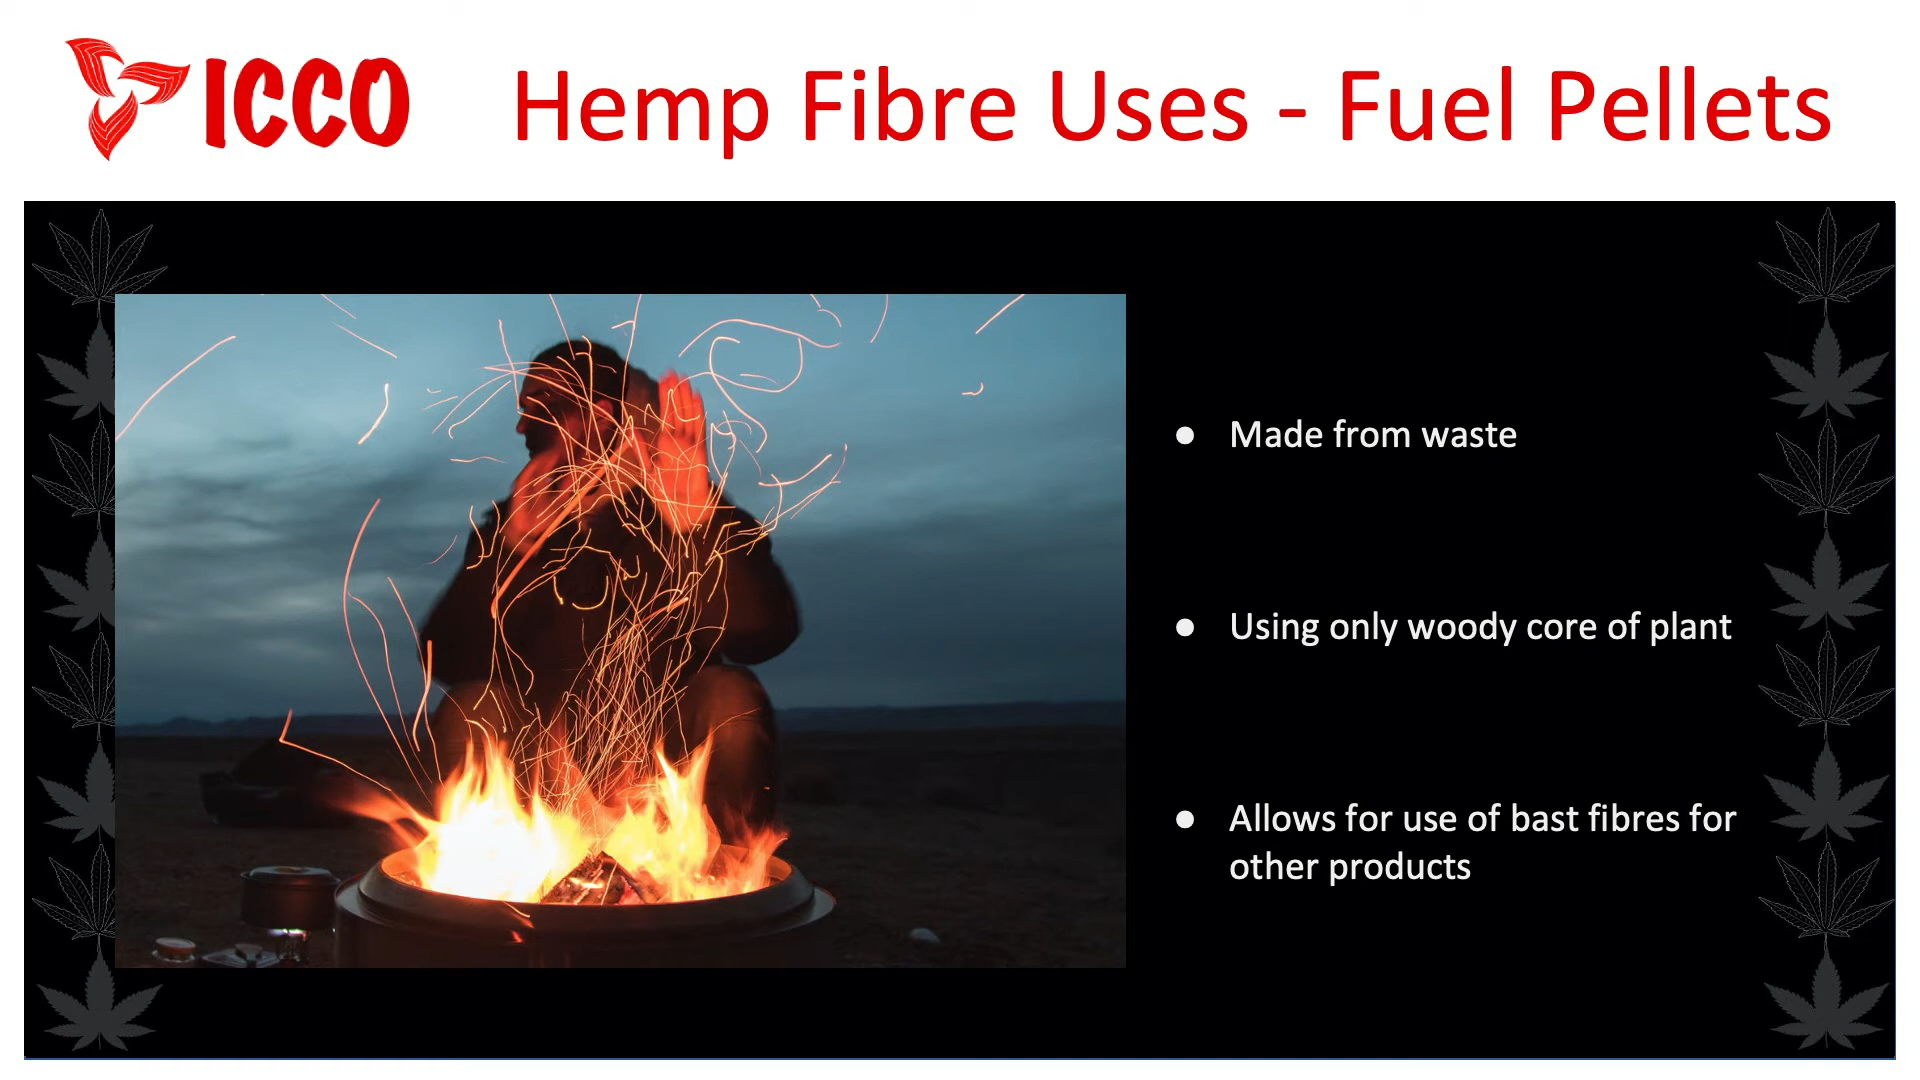 ICCO
Hemp Fibre Uses - Fuel Pellets
● Made from waste
● Using only woody core of plant
● Allows for use of bast fibres for
other products